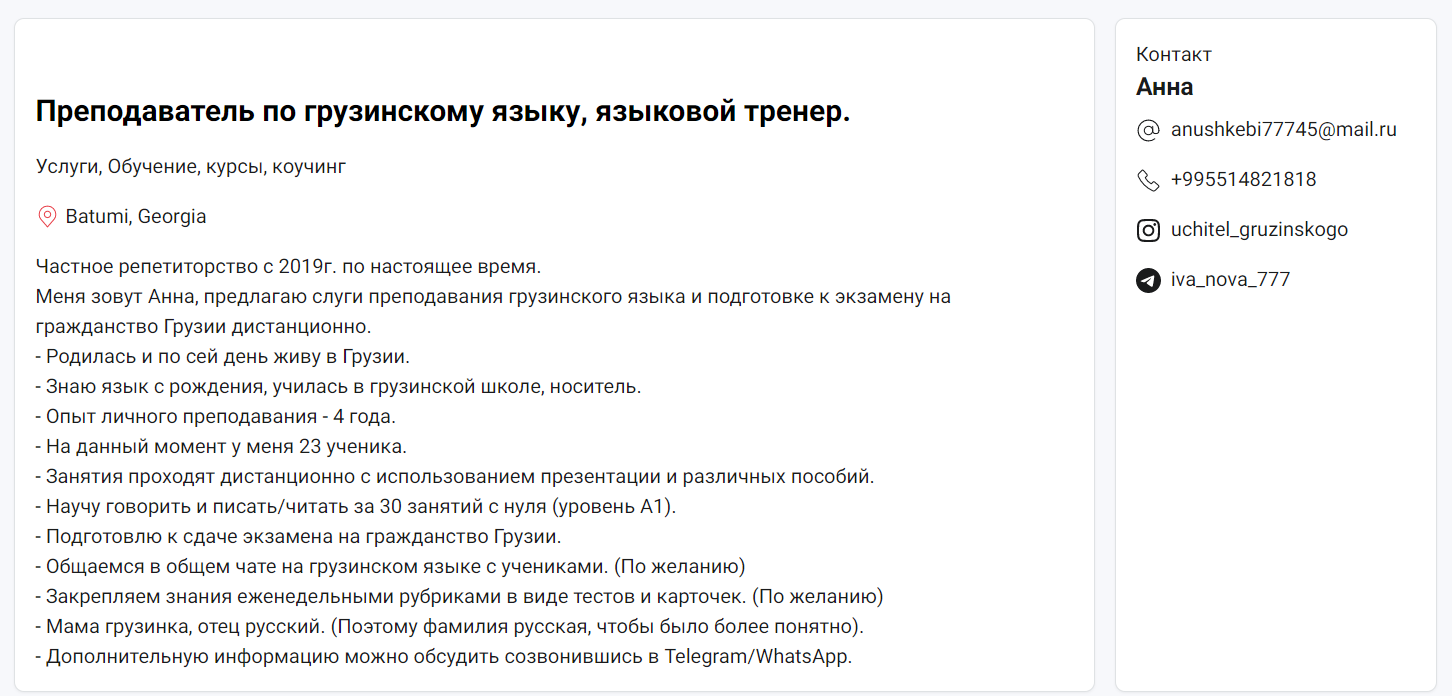 Преподаватель по грузинскому языку, языковой тренер.
Услуги, Обучение, курсы, коучинг
Batumi, Georgia
Частное репетиторство с 2019г. по настоящее время.
Меня зовут Анна, предлагаю слуги преподавания грузинского языка и подготовке к экзамену на
гражданство Грузии дистанционно.
- Родилась и по сей день живу в Грузии.
- Знаю язык с рождения, училась в грузинской школе, носитель.
- Опыт личного преподавания - 4 года.
- На данный момент у меня 23 ученика.
- Занятия проходят дистанционно с использованием презентации и различных пособий.
- Научу говорить и писать/читать за 30 занятий с нуля (уровень А1).
- Подготовлю к сдаче экзамена на гражданство Грузии.
- Общаемся в общем чате на грузинском языке с учениками. (По желанию)
- Закрепляем знания еженедельными рубриками в виде тестов и карточек. (По желанию)
- Мама грузинка, отец русский. (Поэтому фамилия русская, чтобы было более понятно).
- Дополнительную информацию можно обсудить созвонившись в Telegram/WhatsApp.
Контакт
Анна
anushkebi77745@mail.ru
+995514821818
uchitel_gruzinskogo
iva_nova_777